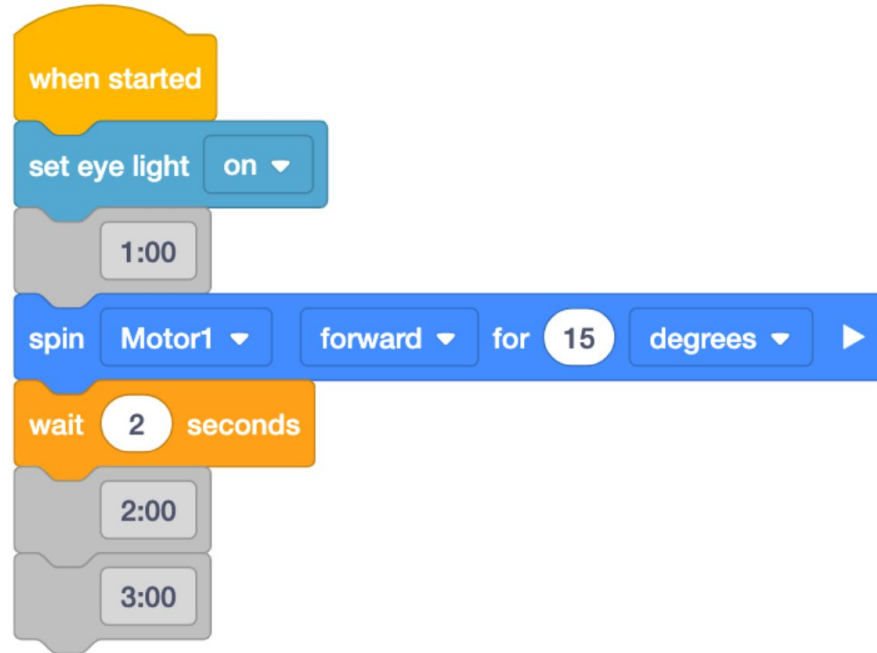 when started
set eye light on
1:00
spin Motor1 forward for 15 degrees
wait 2 seconds
2:00
3:00